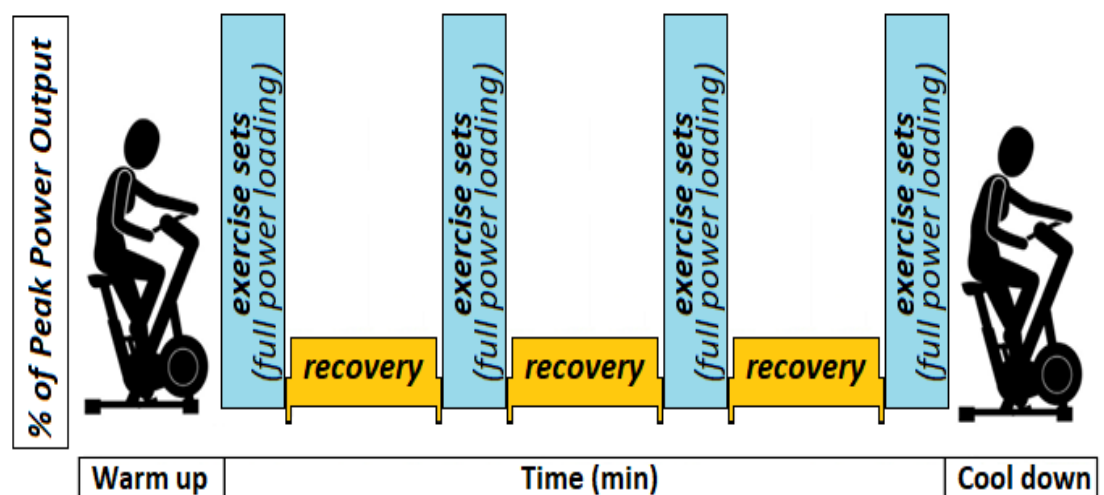 % of Peak Power Output
exercise sets
(full power loading)
recovery
exercise sets
(full power loading)
recovery
exercise sets
(full power loading)
recovery
exercise sets
(full power loading)
Warm up
Time (min)
Cool down